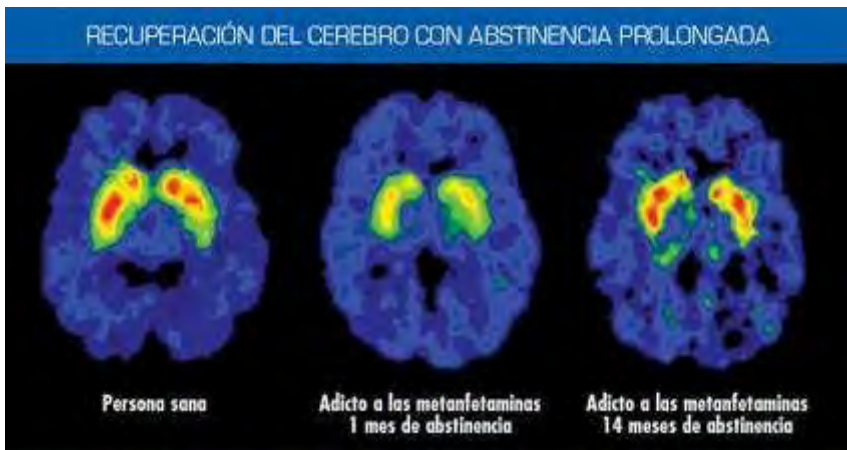 RECUPERACIÓN DEL CEREBRO CON ABSTINENCIA PROLONGADA
Persona sana
Adicto a las metanfetaminas
1 mes de abstinencia
Adicto a las metanfetaminas
14 meses de abstinencia